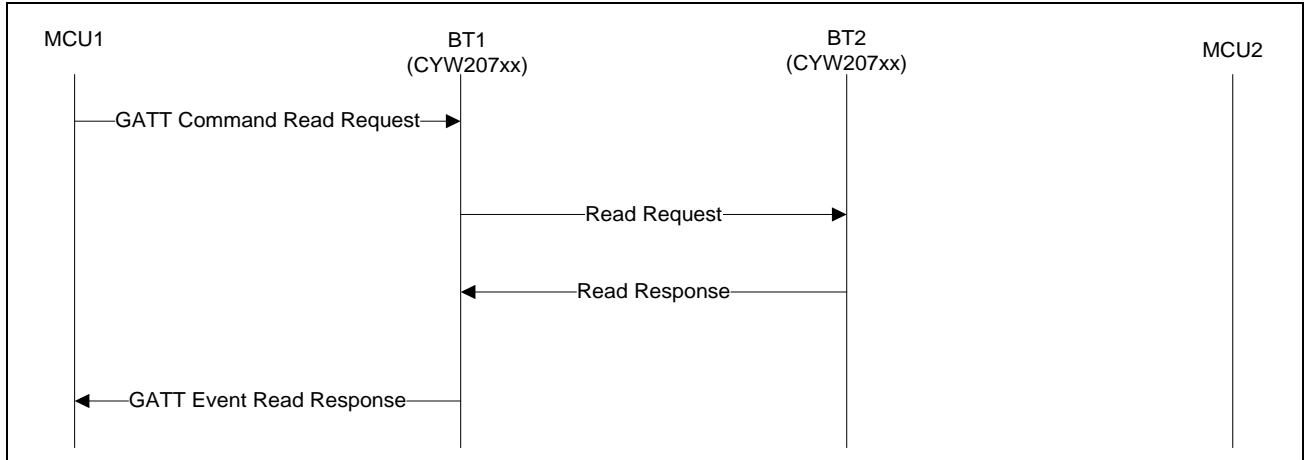 MCU1
BT1
(CYW207xx)
BT2
(CYW207xx)
MCU2
GATT Command Read Request
Read Request
Read Response
GATT Event Read Response